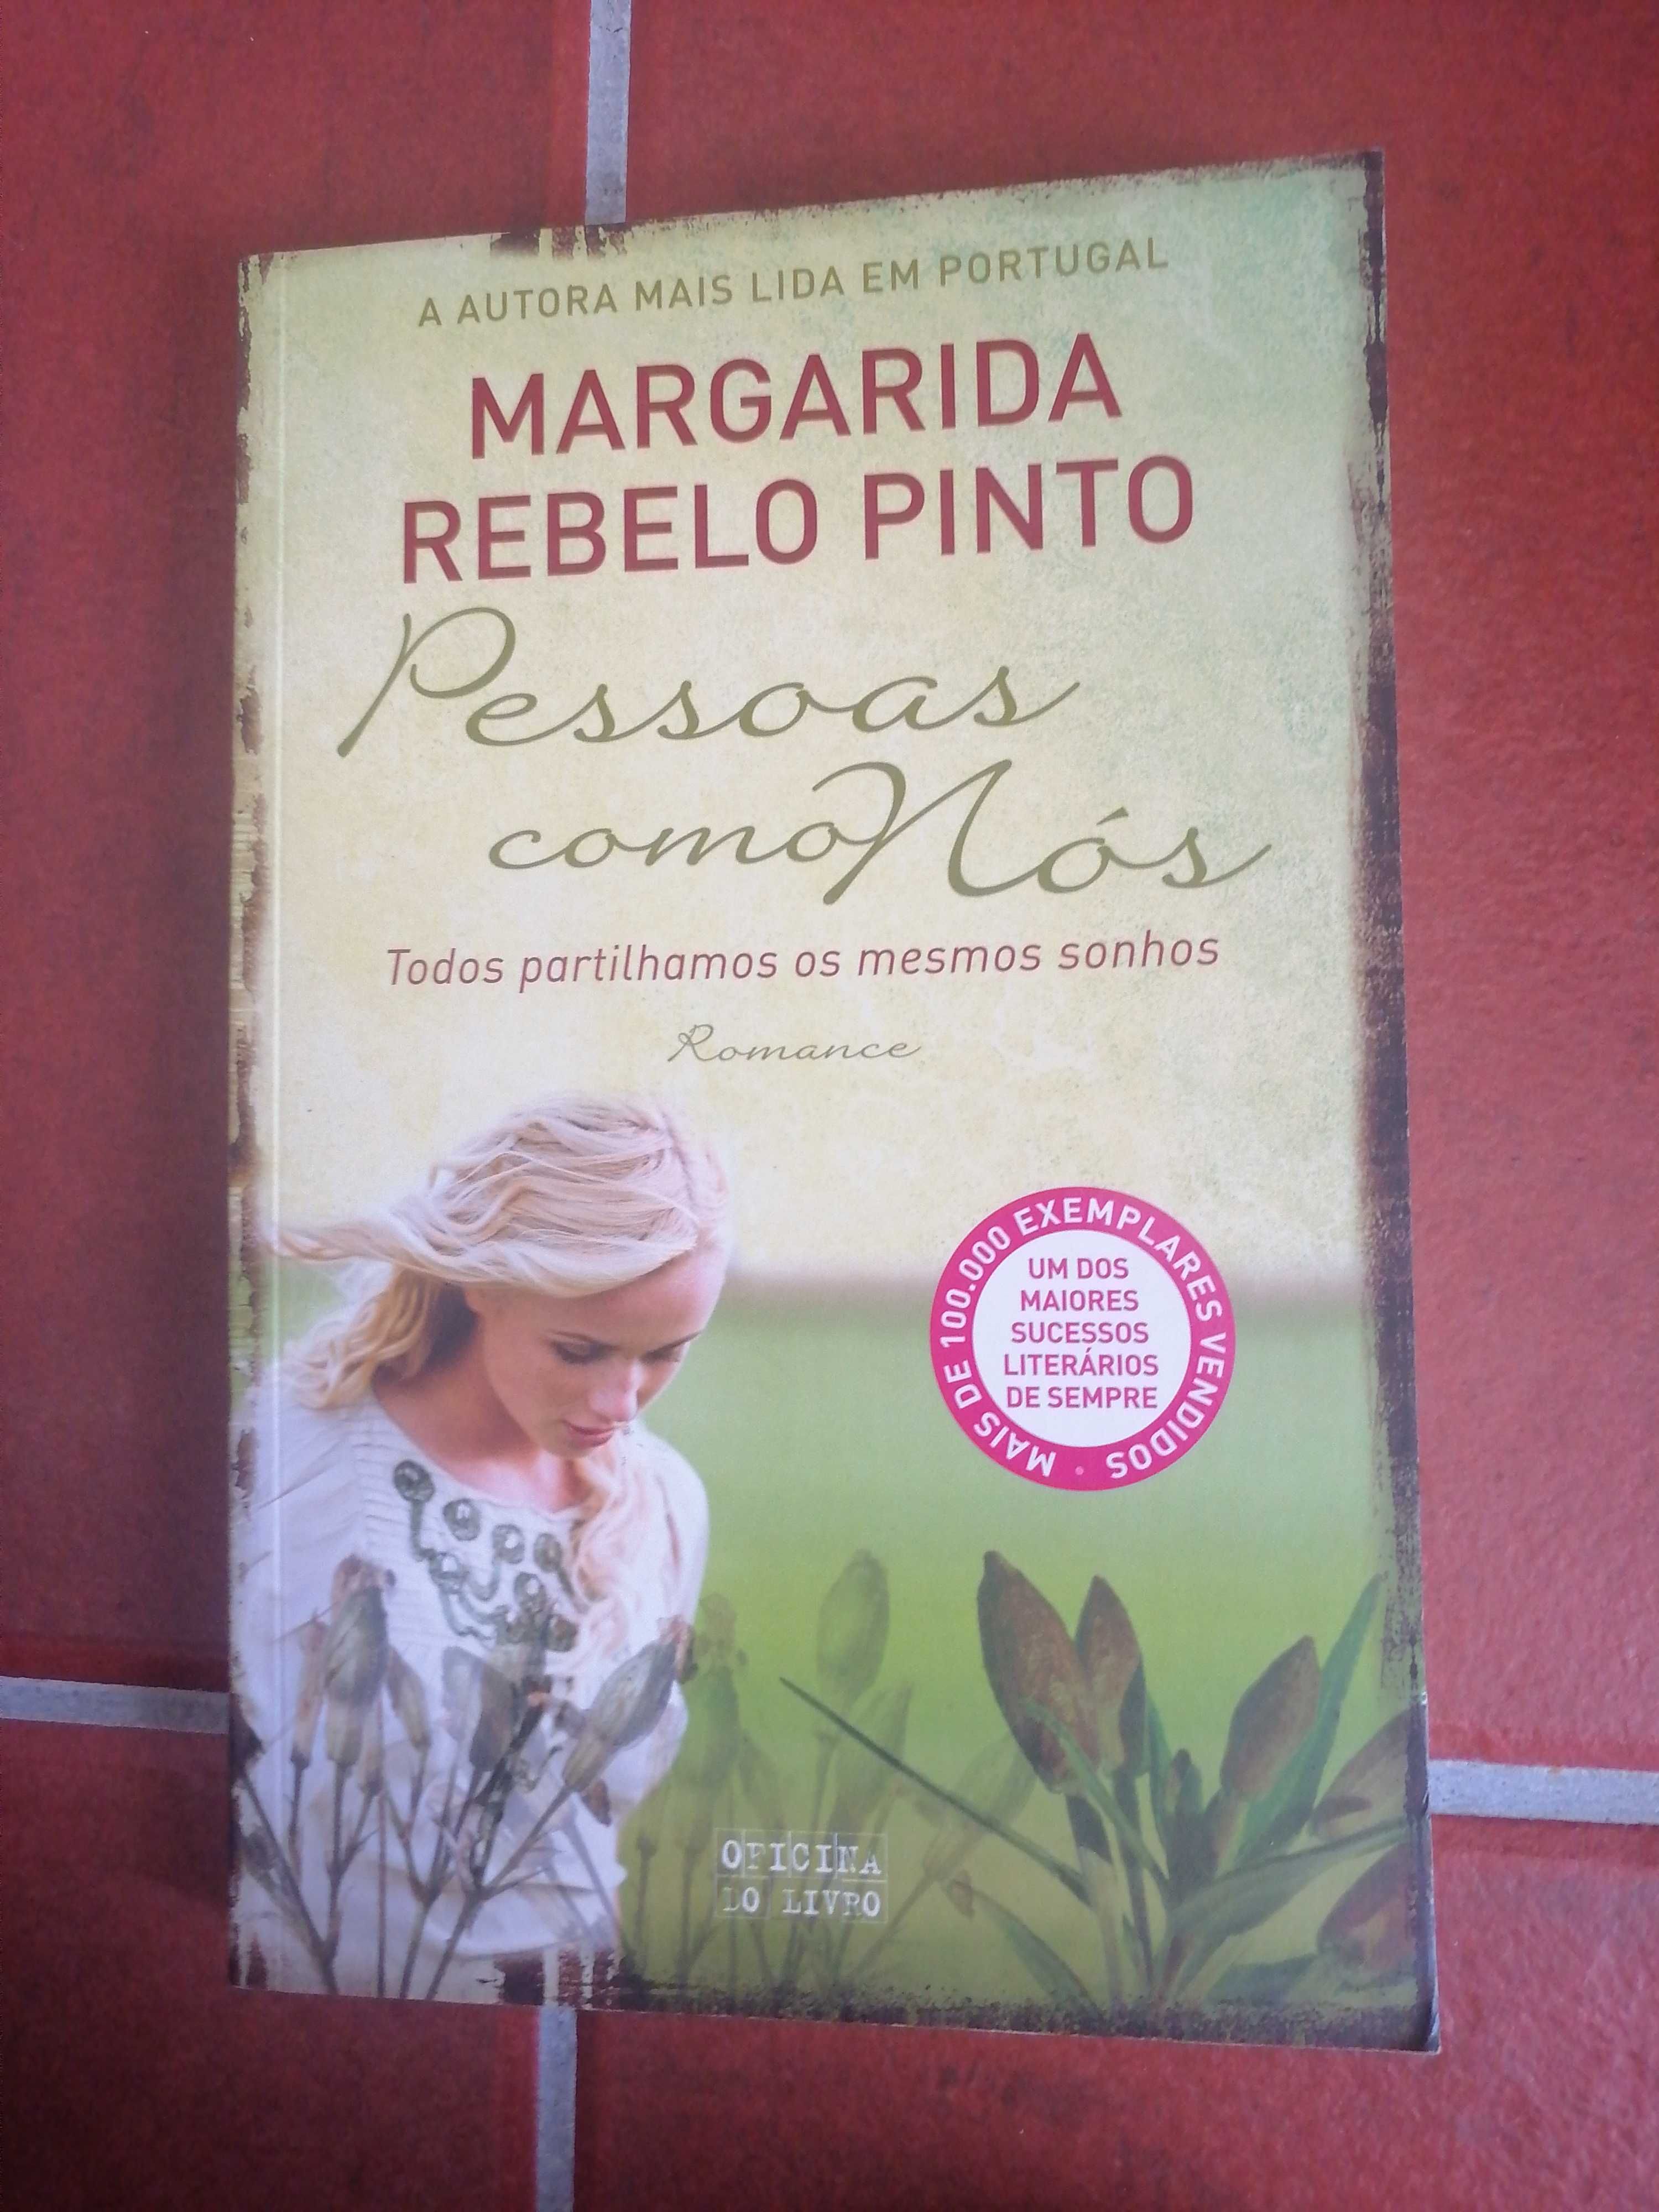 A AUTORA MAIS LIDA EM PORTUGAL
MARGARIDA
REBELO PINTO
Pessoas
como Nós
Todos partilhamos os mesmos sonhos
Romance
MAIS DE 100.000 EXEMPLARES VENDIDOS •
UM DOS
MAIORES
SUCESSOS
LITERÁRIOS
DE SEMPRE
OFICINA
DO LIVRO